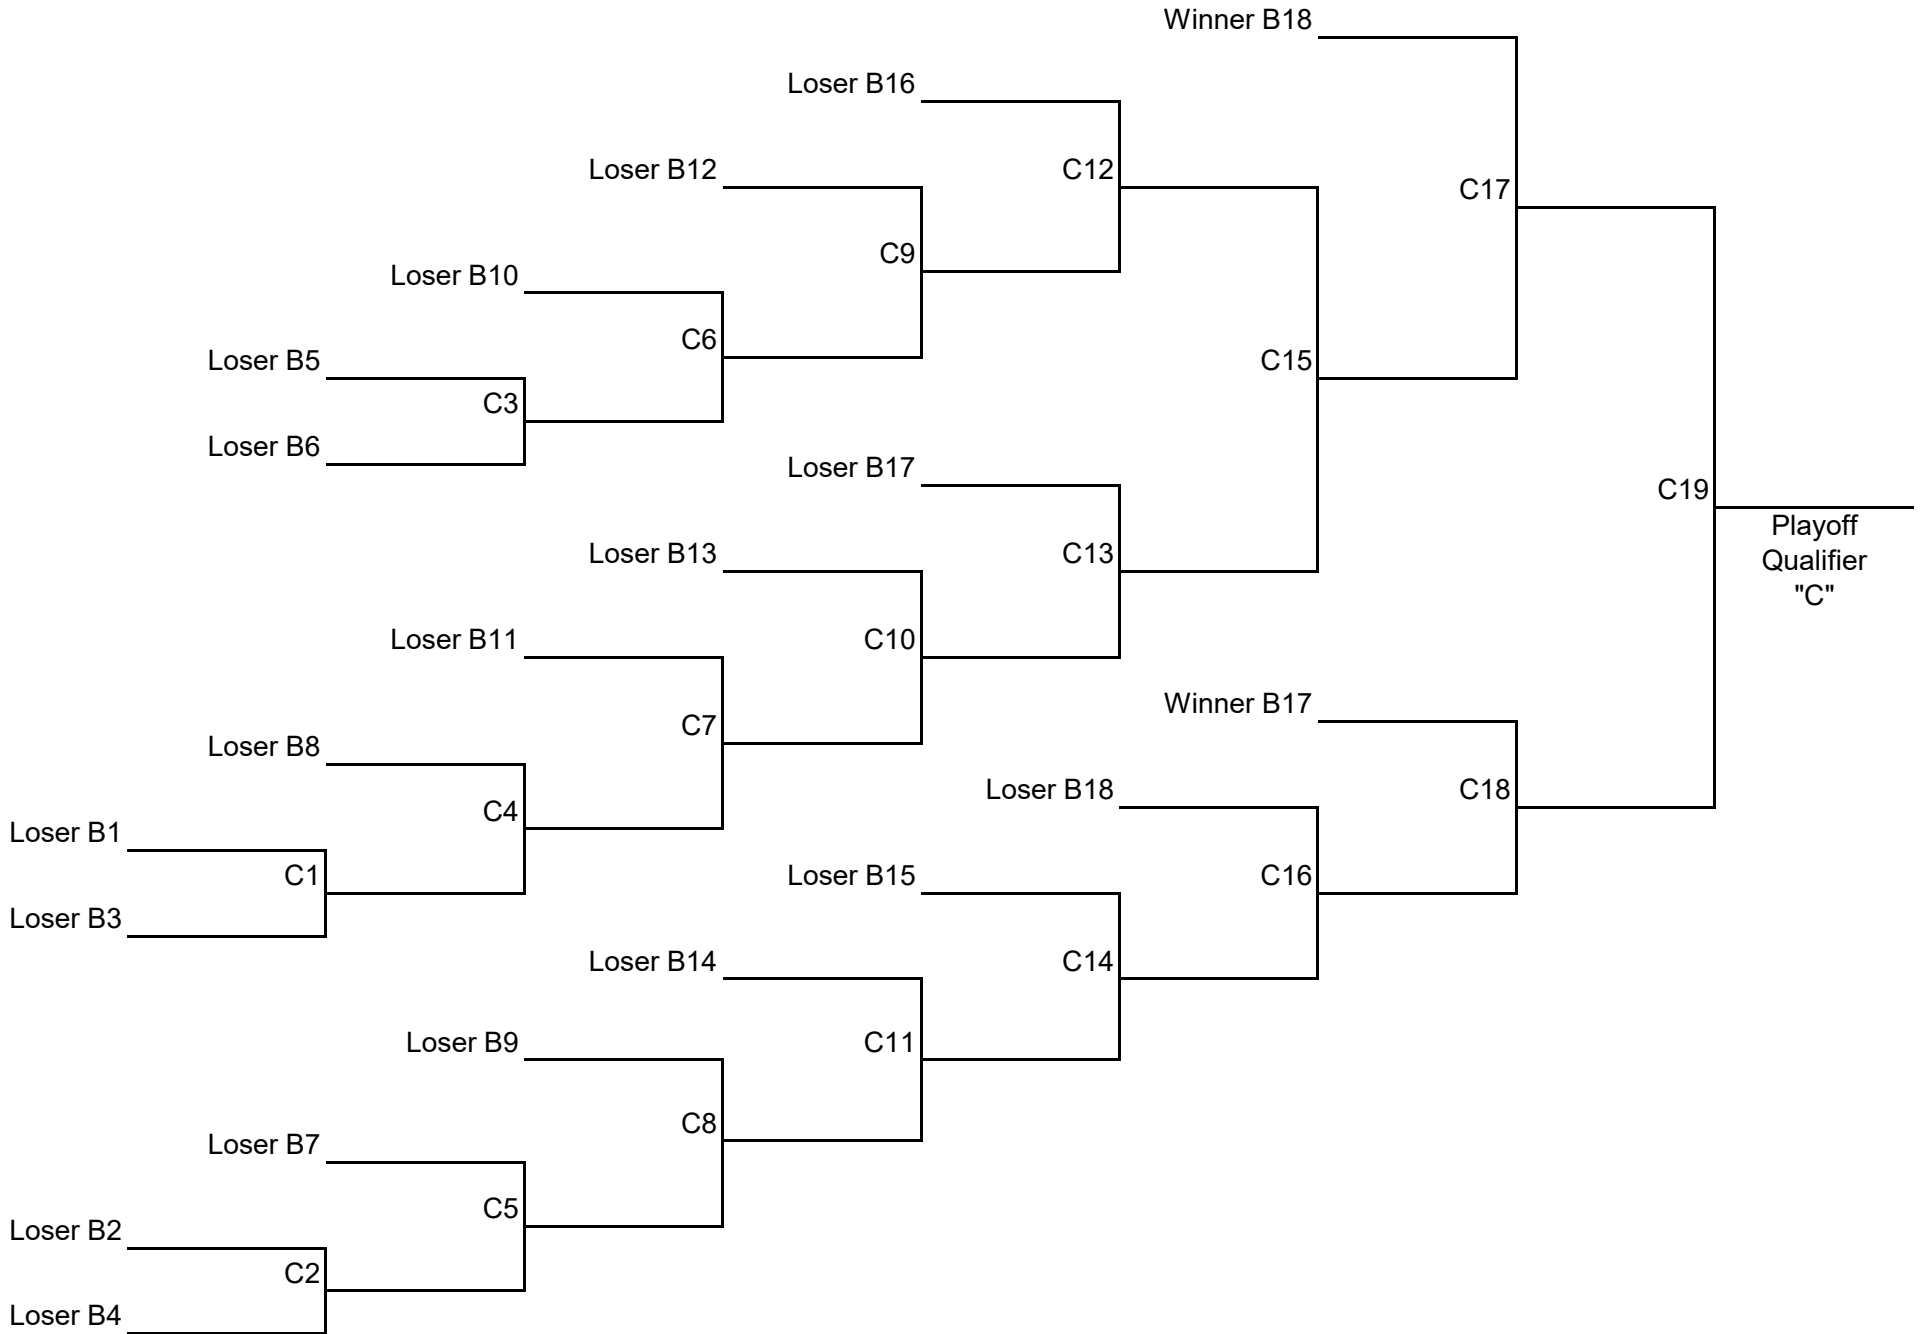 Winner B18
Loser B16
Loser B12
C12
C17
C9
Loser B10
C6
Loser B5
C15
C3
Loser B6
Loser B17
C19
Playoff
Qualifier
"C"
Loser B13
C13
Loser B11
C10
Winner B17
C7
Loser B8
Loser B18
C18
C4
Loser B1
C1
Loser B15
C16
Loser B3
Loser B14
C14
Loser B9
C11
C8
Loser B7
C5
Loser B2
C2
Loser B4